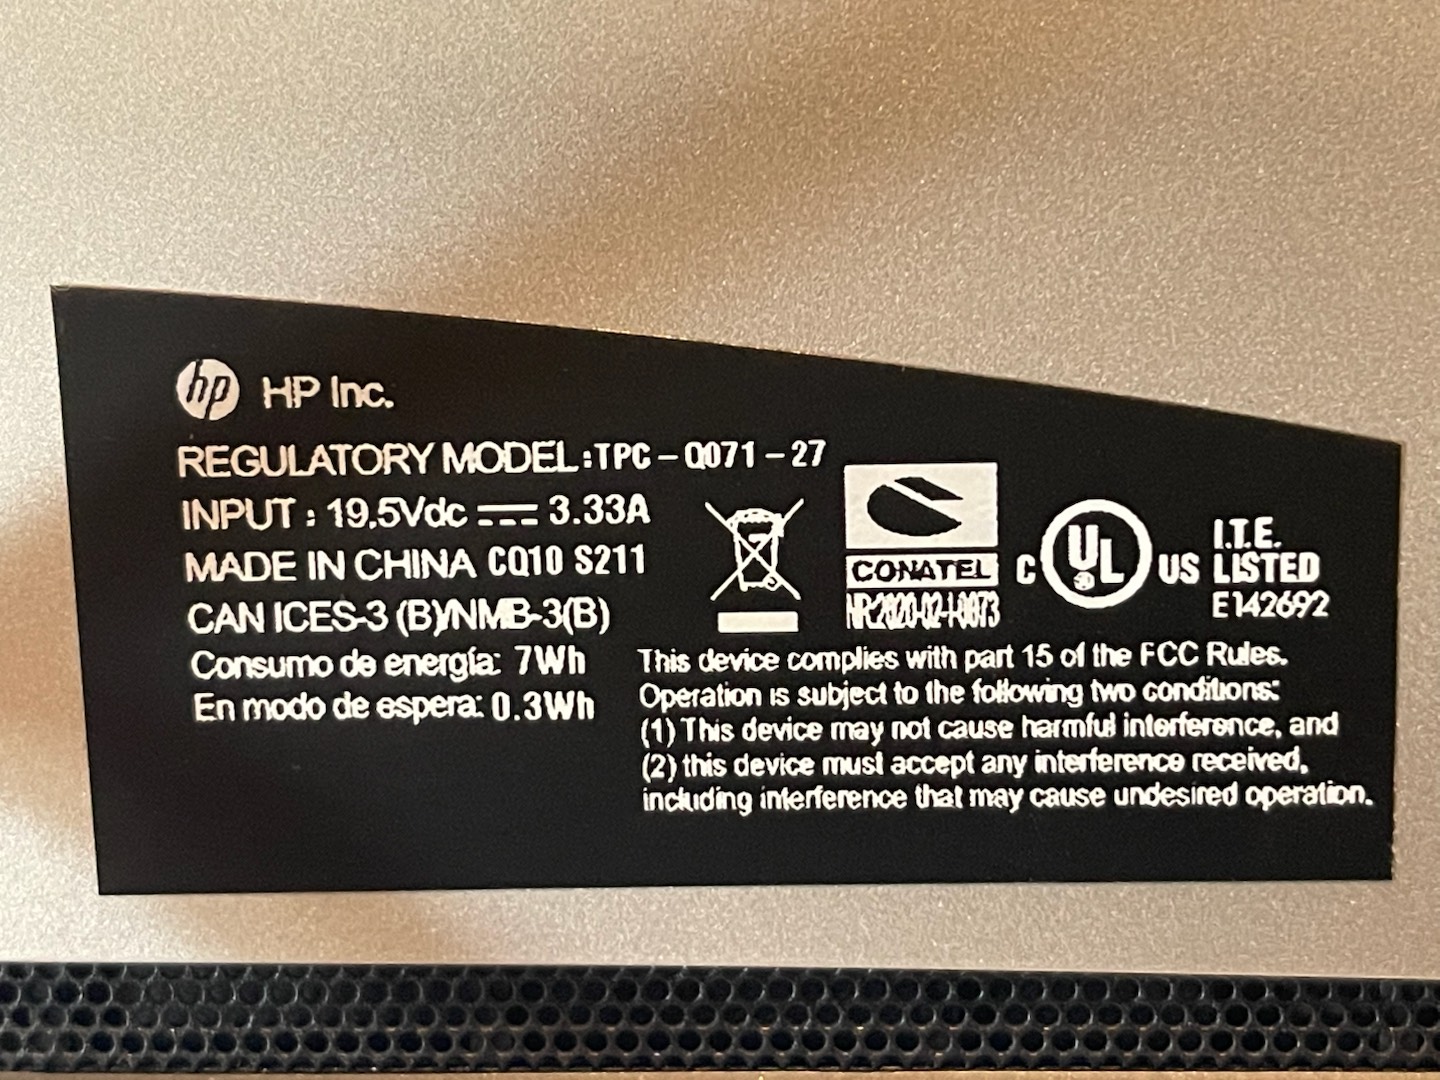 hp HP Inc.
REGULATORY MODEL:TPC-Q071-27
INPUT : 19.5Vdc 3.33A
MADE IN CHINA CQ10 S211
CAN ICES-3 (B)/NMB-3(B)
Consumo de energía: 7Wh
En modo de espera: 0.3Wh
CONATEL
NR:2020-02-I-0073
C UL US I.T.E.
LISTED
E142692
This device complies with part 15 of the FCC Rules.
Operation is subject to the following two conditions:
(1) This device may not cause harmful interference, and
(2) this device must accept any interference received,
including interference that may cause undesired operation.